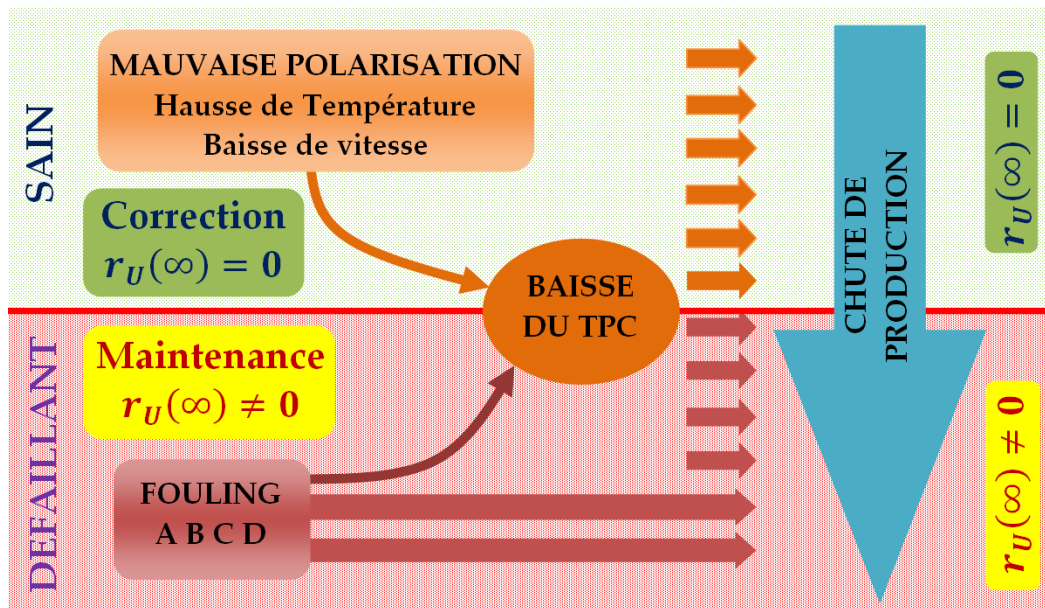 SAIN
MAUVAISE POLARISATION
Hausse de Température
Baisse de vitesse
Correction
r_U(∞) = 0
BAISSE
DU TPC
CHUTE DE
PRODUCTION
r_U(∞) = 0
DEFAILLANT
Maintenance
r_U(∞) ≠ 0
FOULING
A B C D
r_U(∞) ≠ 0